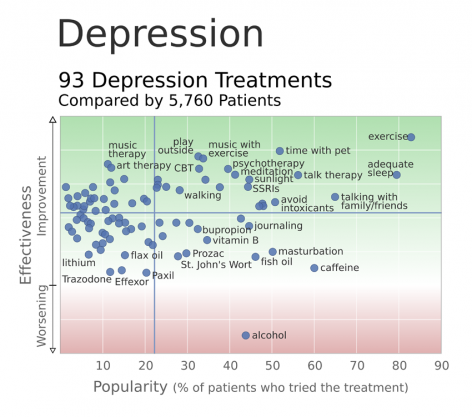 Depression
93 Depression Treatments
Compared by 5,760 Patients
Effectiveness
Improvement
Worsening
exercise
play
outside
music with
exercise
time with pet
music
therapy
art therapy
CBT
psychotherapy
meditation
sunlight
talk therapy
adequate
sleep
SSRIs
walking
avoid
intoxicants
talking with
family/friends
journaling
bupropion
vitamin B
lithium
flax oil
Prozac
St. John's Wort
masturbation
fish oil
caffeine
Trazodone
Effexor
Paxil
alcohol
10 20 30 40 50 60 70 80 90
Popularity (% of patients who tried the treatment)